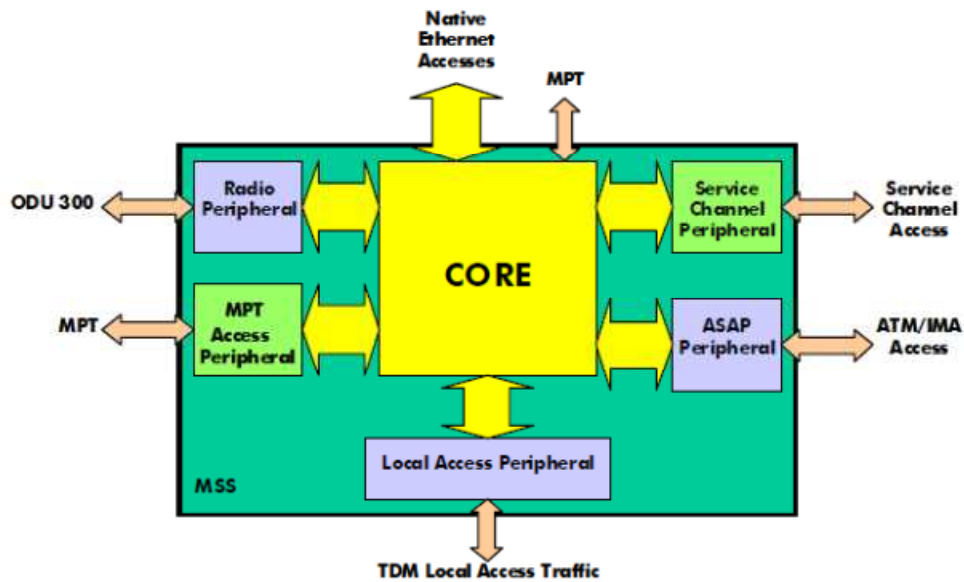 Native
Ethernet
Accesses
MPT
ODU 300
Radio
Peripheral
Service
Channel
Peripheral
Service
Channel
Access
CORE
MPT
MPT
Access
Peripheral
ASAP
Peripheral
ATM/IMA
Access
Local Access Peripheral
MSS
TDM Local Access Traffic